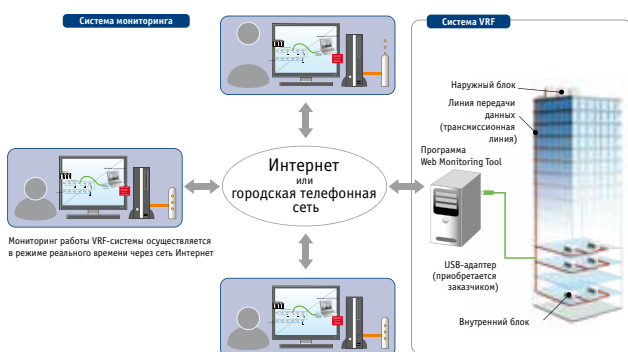 Система мониторинга
Система VRF
Наружный блок
Линия передачи
данных
(трансмиссионная
линия)
Программа
Web Monitoring Tool
Интернет
или
городская телефонная
сеть
Мониторинг работы VRF-системы осуществляется
в режиме реального времени через сеть Интернет
USB-адаптер
(приобретается
заказчиком)
Внутренний блок